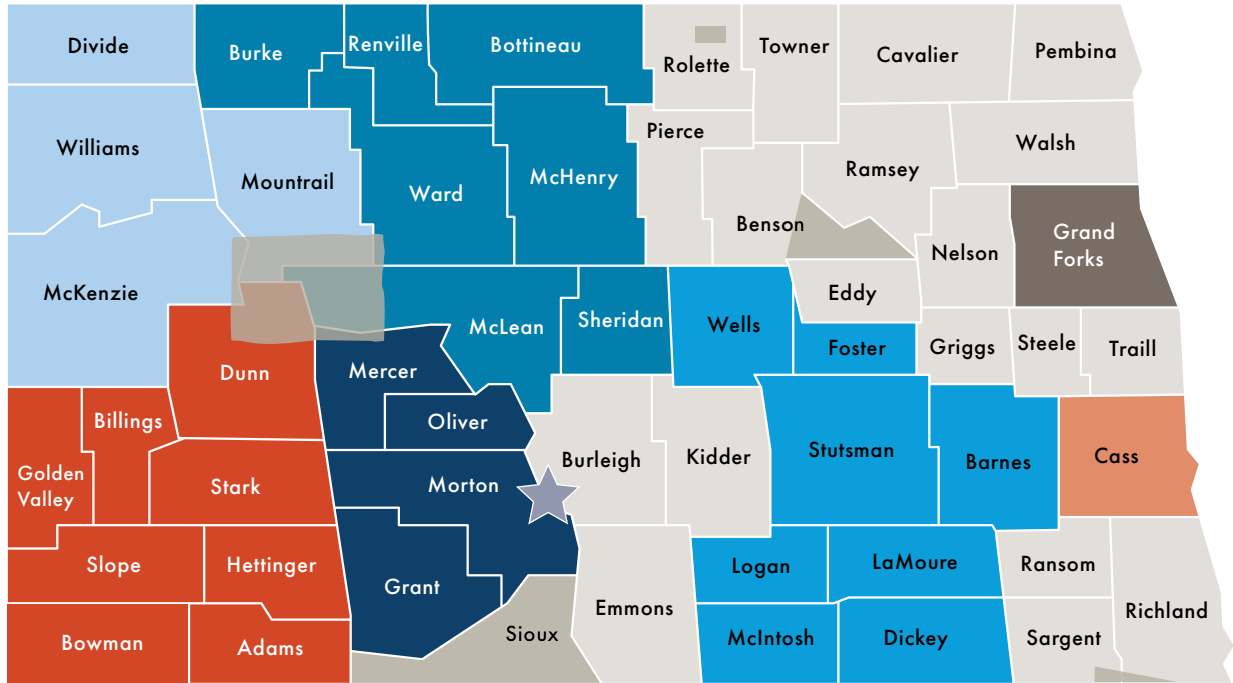 Divide
Burke
Renville
Bottineau
Rolette
Towner
Cavalier
Pembina
Williams
Mountrail
Ward
McHenry
Pierce
Benson
Ramsey
Walsh
Nelson
Grand
Forks
McKenzie
Dunn
McLean
Sheridan
Wells
Eddy
Foster
Griggs
Steele
Traill
Mercer
Oliver
Billings
Golden
Valley
Stark
Morton
Burleigh
Kidder
Stutsman
Barnes
Cass
Slope
Hettinger
Grant
Emmons
Logan
LaMoure
Ransom
Richland
Bowman
Adams
Sioux
McIntosh
Dickey
Sargent